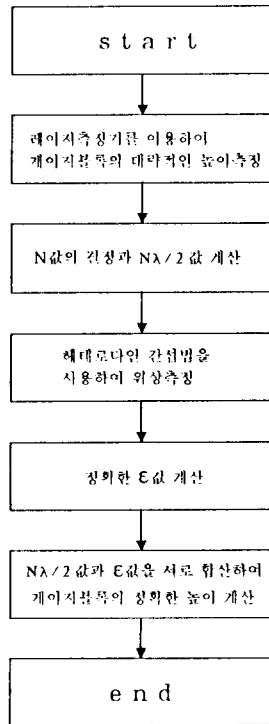 start
레이저측정기를 이용하여
게이지블록의 대략적인 높이측정
N값의 결정과 Nλ/2 값 계산
헤테로다인 간섭법을
사용하여 위상측정
정확한 ε값 계산
Nλ/2값과 ε값을 서로 합산하여
게이지블록의 정확한 높이 계산
end